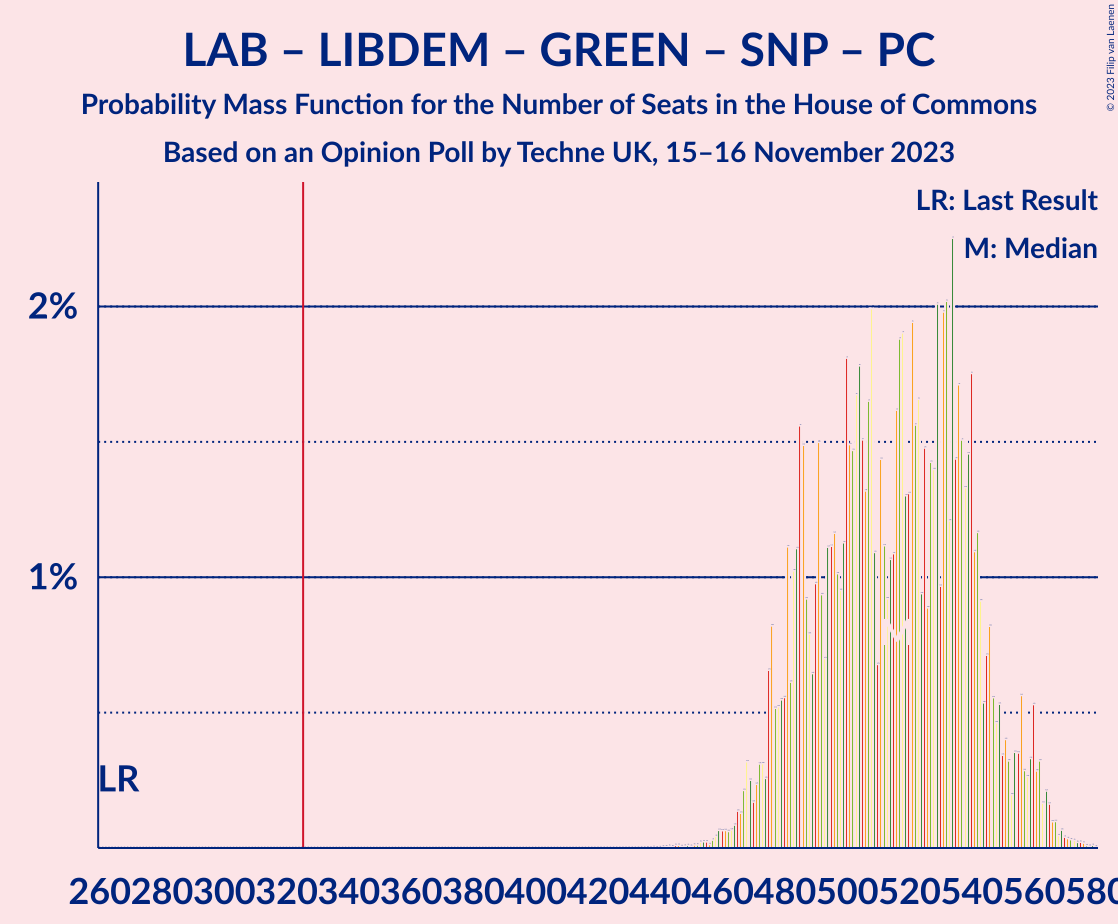 LAB – LIBDEM – GREEN – SNP – PC
Probability Mass Function for the Number of Seats in the House of Commons
Based on an Opinion Poll by Techne UK, 15–16 November 2023
© 2023 Filip van Laenen
LR: Last Result
M: Median
2%
1%
LR
260280300320340360380400420440460480500520540560580